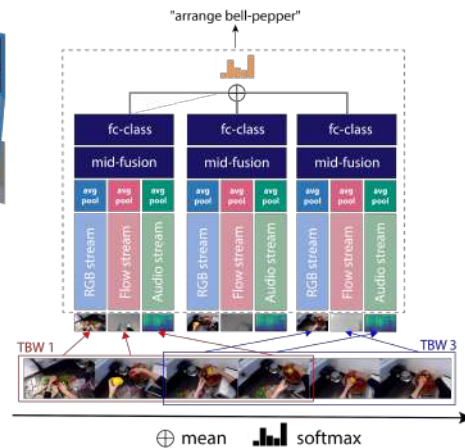 "arrange bell-pepper"
fc-class fc-class fc-class
mid-fusion mid-fusion mid-fusion
avg pool avg pool avg pool avg pool avg pool avg pool avg pool avg pool avg pool
RGB stream Flow stream Audio stream RGB stream Flow stream Audio stream RGB stream Flow stream Audio stream
TBW 1 TBW 3
mean softmax